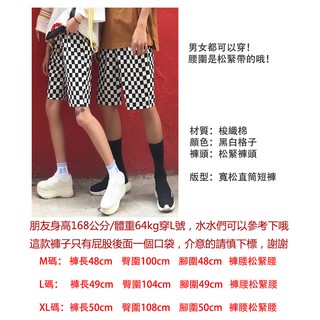 男女都可以穿!
腰圍是松緊帶的哦!
材質：梭織棉
顏色：黑白格子
褲頭：松緊褲頭
版型：寬松直筒短褲
朋友身高168公分/體重64kg穿L號，水水們可以參考下哦
這款褲子只有屁股後面一個口袋，介意的請慎下標，謝謝
M碼： 褲長48cm 臀圍100cm 腳圍48cm 褲腰松緊腰
L碼： 褲長49cm 臀圍104cm 腳圍49cm 褲腰松緊腰
XL碼：褲長50cm 臀圍108cm 腳圍50cm 褲腰松緊腰